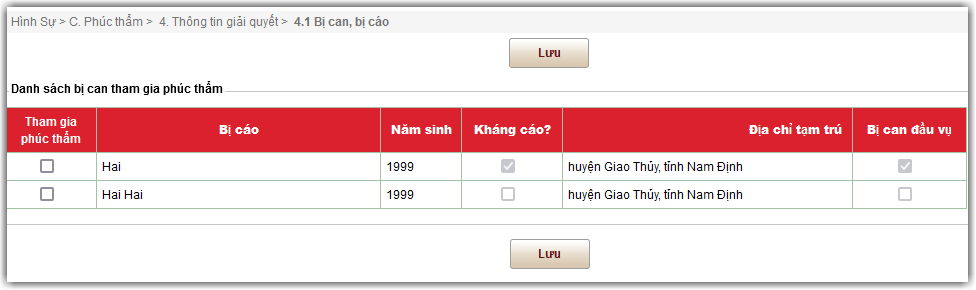 Hình Sự > C. Phúc thẩm > 4. Thông tin giải quyết > 4.1 Bị can, bị cáo
Lưu
Danh sách bị can tham gia phúc thẩm
Tham gia phúc thẩm Bị cáo Năm sinh Kháng cáo? Địa chỉ tạm trú Bị can đầu vụ
Hai 1999 huyện Giao Thủy, tỉnh Nam Định
Hai Hai 1999 huyện Giao Thủy, tỉnh Nam Định
Lưu